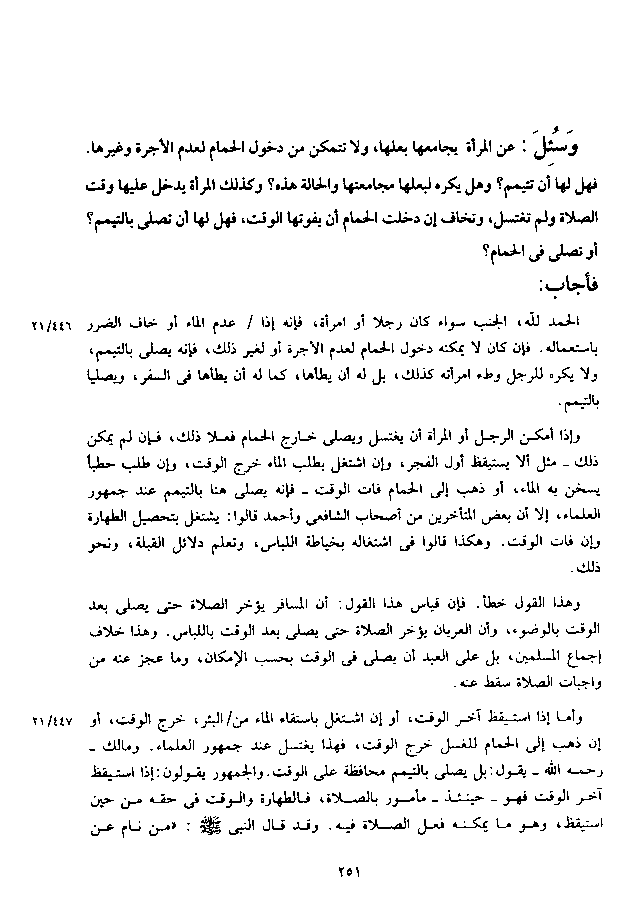 وَسُئِلَ : عن المرأة يجامعها بعلها، ولا تتمكن من دخول الحمام لعدم الأجرة وغيرها.
فهل لها أن تتيمم؟ وهل يكره لبعلها مجامعتها والحالة هذه؟ وكذلك المرأة يدخل عليها وقت
الصلاة ولم تغتسل، وتخاف إن دخلت الحمام أن يفوتها الوقت، فهل لها أن تصلى بالتيمم؟
أو تصلى فى الحمام؟
فأجاب:
الحمد لله، الجنب سواء كان رجلا أو امرأة، فإنه إذا / عدم الماء أو خاف الضرر ٢١/٤٤٦
باستعماله. فإن كان لا يمكنه دخول الحمام لعدم الأجرة أو لغير ذلك، فإنه يصلى بالتيمم،
ولا يكره للرجل وطء امرأته كذلك، بل له أن يطأها، كما له أن يطأها فى السفر، ويصليا
بالتيمم.
وإذا أمكن الرجل أو المرأة أن يغتسل ويصلى خارج الحمام فعلا ذلك، فإن لم يمكن
ذلك ـ مثل ألا يستيقظ أول الفجر، وإن اشتغل بطلب الماء خرج الوقت، وإن طلب حطباً
يسخن به الماء، أو ذهب إلى الحمام فات الوقت ـ فإنه يصلى هنا بالتيمم عند جمهور
العلماء، إلا أن بعض المتأخرين من أصحاب الشافعى وأحمد قالوا: يشتغل بتحصيل الطهارة
وإن فات الوقت. وهكذا قالوا فى اشتغاله بخياطة اللباس، وتعلم دلائل القبلة، ونحو
ذلك.
وهذا القول خطأ. فإن قياس هذا القول: أن المسافر يؤخر الصلاة حتى يصلى بعد
الوقت بالوضوء، وأن العريان يؤخر الصلاة حتى يصلى بعد الوقت باللباس. وهذا خلاف
إجماع المسلمين، بل على العبد أن يصلى فى الوقت بحسب الإمكان، وما عجز عنه من
واجبات الصلاة سقط عنه.
وأما إذا استيقظ آخر الوقت، أو إن اشتغل باستقاء الماء من/ البئر، خرج الوقت، أو ٢١/٤٤٧
إن ذهب إلى الحمام للغسل خرج الوقت، فهذا يغتسل عند جمهور العلماء. ومالك ـ
رحمه الله ـ يقول: بل يصلى بالتيمم محافظة على الوقت. والجمهور يقولون: إذا استيقظ
آخر الوقت فهو ـ حينئذ ـ مأمور بالصلاة، فالطهارة والوقت فى حقه من حين
استيقظ، وهو ما يمكنه فعل الصلاة فيه. وقد قال النبى ﷺ : «من نام عن
٢٥١